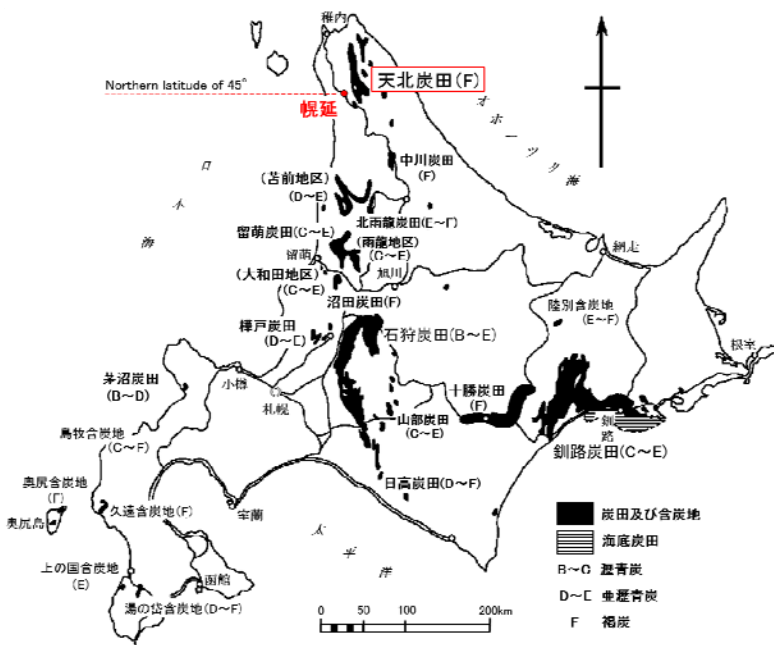 稚内
天北炭田(F)
Northern latitude of 45°
幌延
オホーツク海
中川炭田
(F)
(苫前地区)
(D～E)
北雨龍炭田(E～F)
留萌炭田(C～E)
(雨龍地区)
(C～E)
留萌
旭川
網走
(大和田地区)
(C～E)
沼田炭田(F)
陸別含炭地
(E～F)
樺戸炭田
(D～E)
石狩炭田(B～E)
根室
茅沼炭田
(B～D)
小樽
札幌
十勝炭田
(F)
山部炭田
(C～E)
釧路
釧路炭田(C～E)
島牧含炭地
(C～F)
日高炭田(D～F)
奥尻含炭地
(F)
久遠含炭地(F)
奥尻島
室蘭
太平洋
炭田及び含炭地
海底炭田
上の国含炭地
(E)
函館
B～C 瀝青炭
D～E 亜瀝青炭
湯の岱含炭地(D～F)
F 褐炭
0 50 100 200km